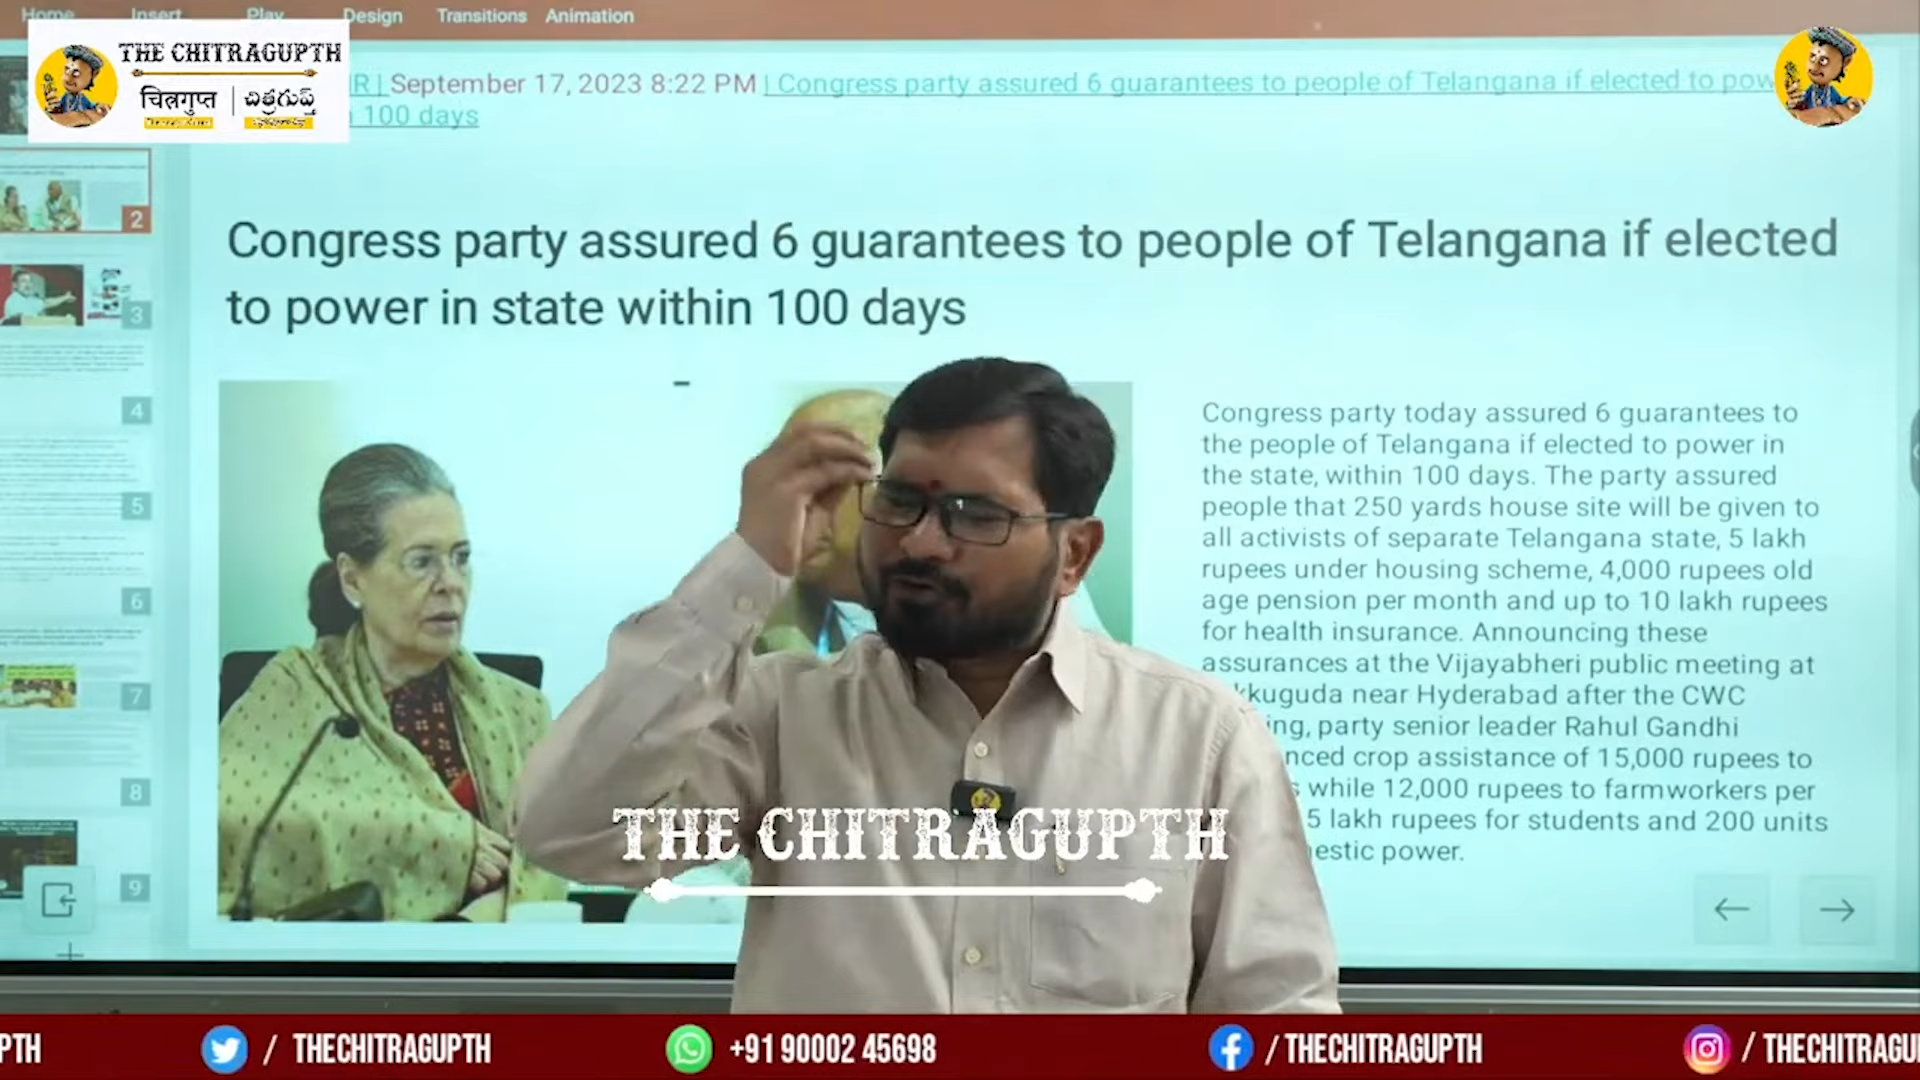 Home Insert Play Design Transitions Animation
THE CHITRAGUPTH
चित्रगुप्त | చిత్రగుప్త్
IR | September 17, 2023 8:22 PM | Congress party assured 6 guarantees to people of Telangana if elected to pow
100 days
Congress party assured 6 guarantees to people of Telangana if elected
to power in state within 100 days
Congress party today assured 6 guarantees to
the people of Telangana if elected to power in
the state, within 100 days. The party assured
people that 250 yards house site will be given to
all activists of separate Telangana state, 5 lakh
rupees under housing scheme, 4,000 rupees old
age pension per month and up to 10 lakh rupees
for health insurance. Announcing these
assurances at the Vijayabheri public meeting at
kkuguda near Hyderabad after the CWC
ing, party senior leader Rahul Gandhi
nced crop assistance of 15,000 rupees to
s while 12,000 rupees to farmworkers per
5 lakh rupees for students and 200 units
estic power.
2
3
4
5
6
7
8
9
THE CHITRAGUPTH
PTH / THECHITRAGUPTH +91 90002 45698 / THECHITRAGUPTH / THECHITRAGU